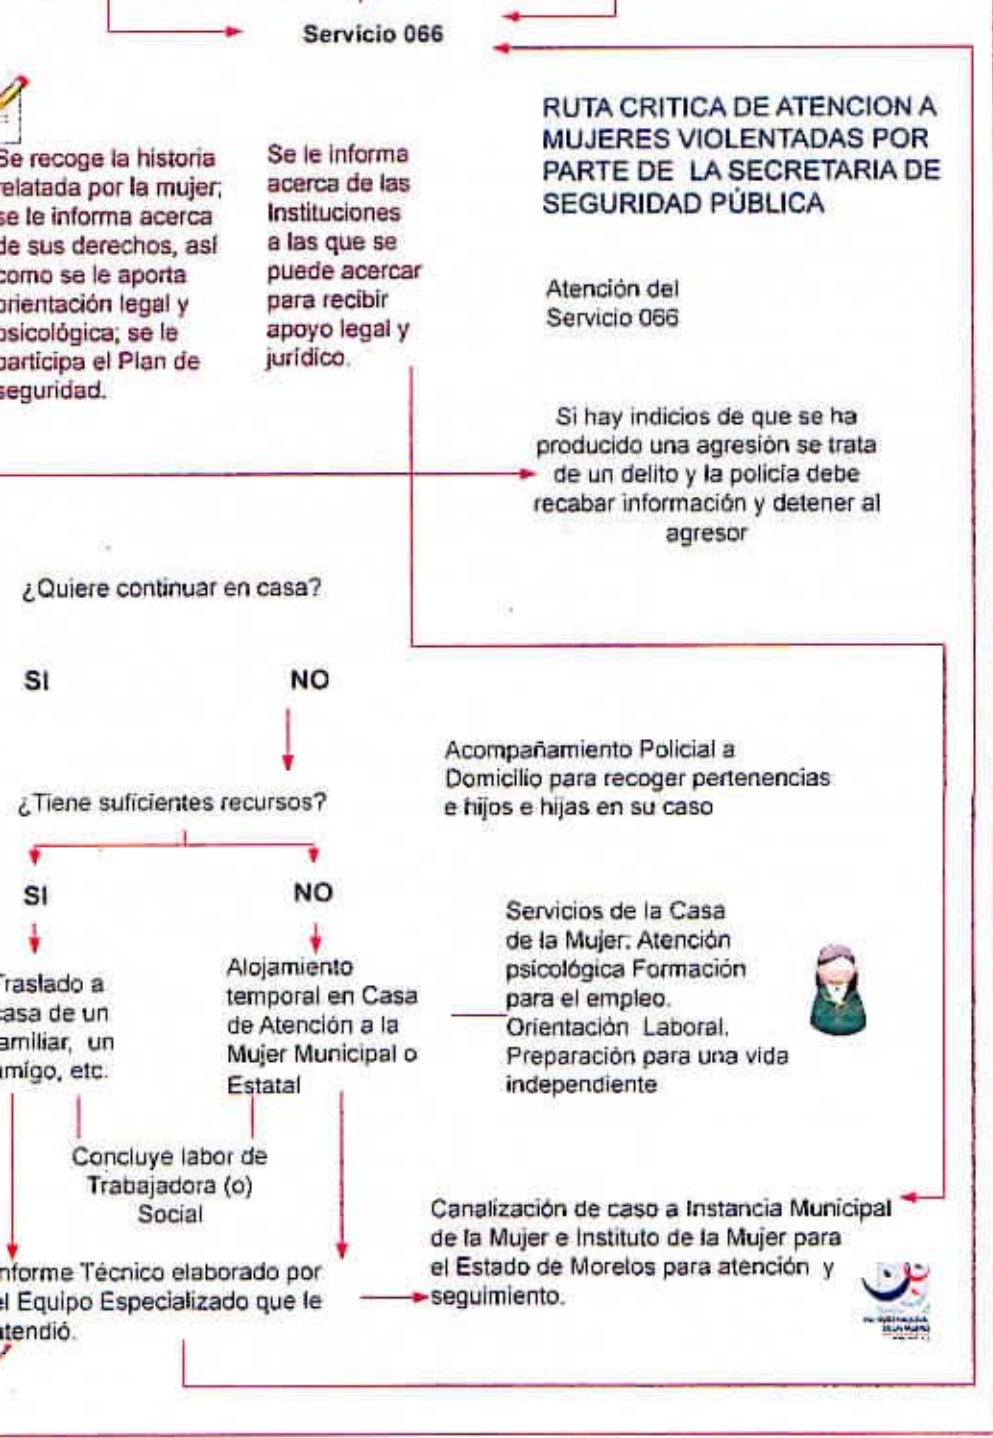 Servicio 066
RUTA CRITICA DE ATENCION A
MUJERES VIOLENTADAS POR
PARTE DE LA SECRETARIA DE
SEGURIDAD PÚBLICA
Se recoge la historia
relatada por la mujer;
se le informa acerca
de sus derechos, así
como se le aporta
orientación legal y
psicológica; se le
participa el Plan de
seguridad.
Se le informa
acerca de las
Instituciones
a las que se
puede acercar
para recibir
apoyo legal y
jurídico.
Atención del
Servicio 066
Si hay indicios de que se ha
producido una agresión se trata
de un delito y la policía debe
recabar información y detener al
agresor
¿Quiere continuar en casa?
SI
NO
¿Tiene suficientes recursos?
Acompañamiento Policial a
Domicilio para recoger pertenencias
e hijos e hijas en su caso
SI
NO
Traslado a
casa de un
familiar, un
amigo, etc.
Alojamiento
temporal en Casa
de Atención a la
Mujer Municipal o
Estatal
Servicios de la Casa
de la Mujer: Atención
psicológica Formación
para el empleo.
Orientación Laboral.
Preparación para una vida
independiente
Concluye labor de
Trabajadora (o)
Social
Informe Técnico elaborado por
el Equipo Especializado que le
atendió.
Canalización de caso a Instancia Municipal
de la Mujer e Instituto de la Mujer para
el Estado de Morelos para atención y
seguimiento.